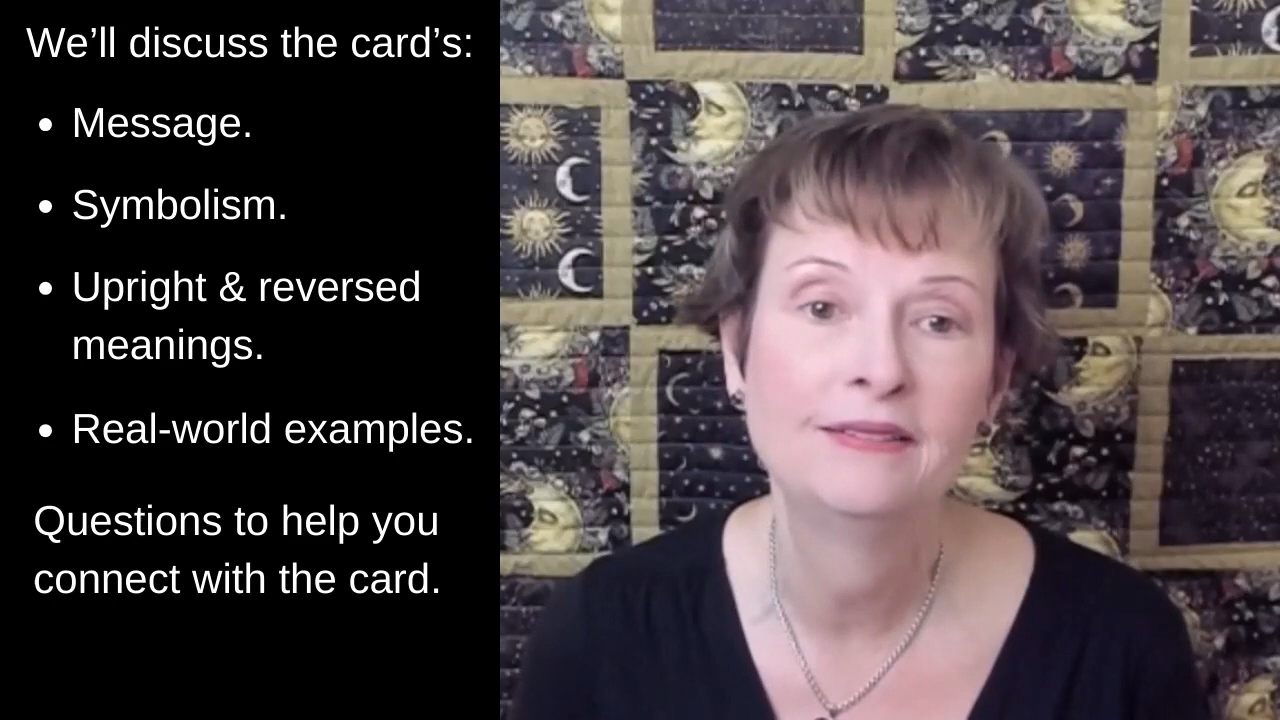 We’ll discuss the card’s:
• Message.
• Symbolism.
• Upright & reversed
meanings.
• Real-world examples.
Questions to help you
connect with the card.